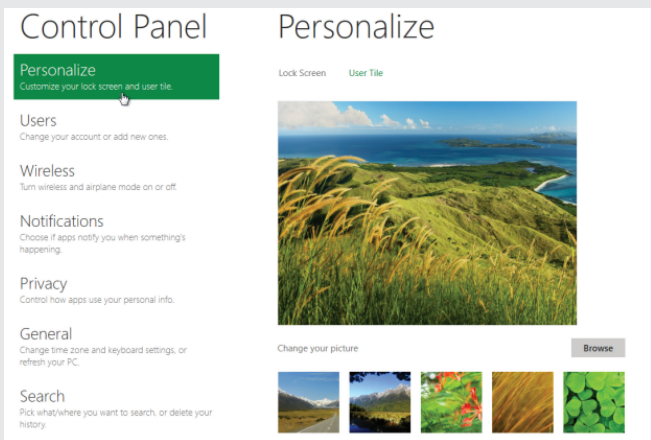 Control Panel
Personalize
Customize your lock screen and user tile.
Users
Change your account or add new ones.
Wireless
Turn wireless and airplane mode on or off.
Notifications
Choose if apps notify you when something's
happening.
Privacy
Control how apps use your personal info.
General
Change time zone and keyboard settings, or
refresh your PC.
Search
Pick what/where you want to search, or delete your
history.
Personalize
Lock Screen User Tile
Change your picture
Browse